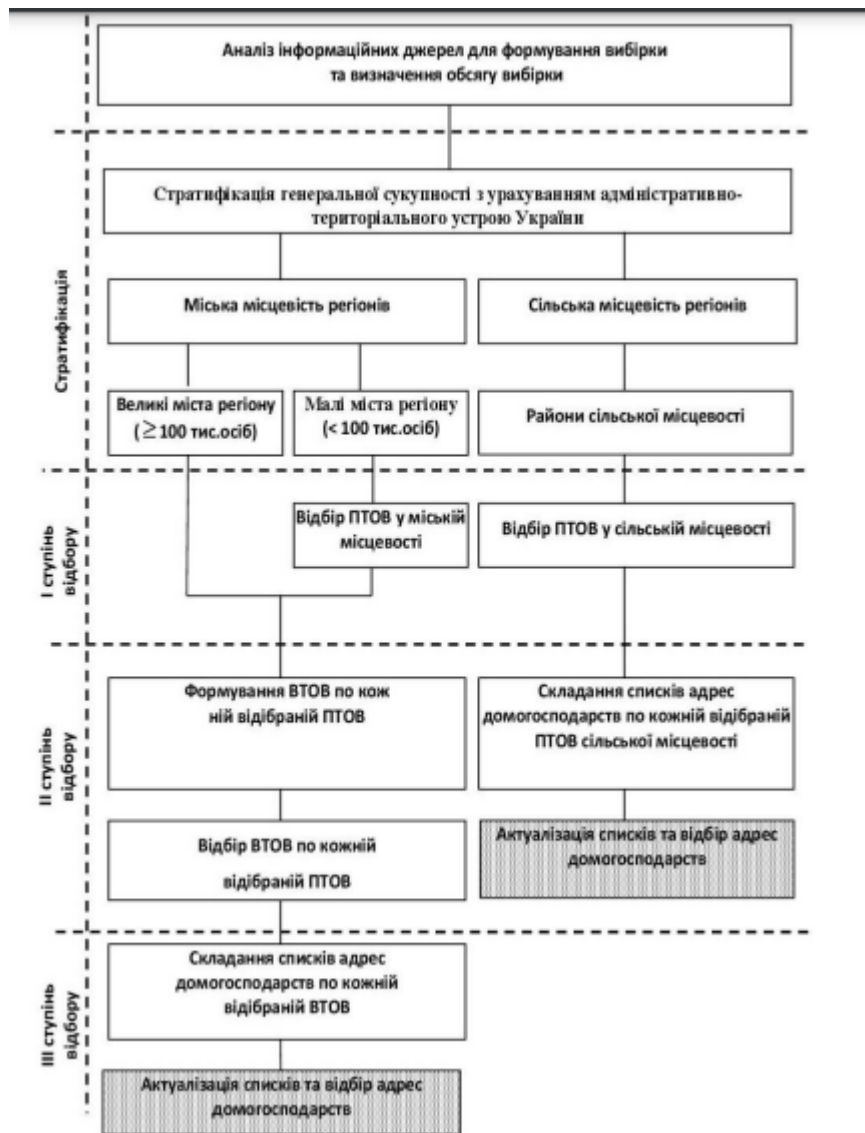 Аналіз інформаційних джерел для формування вибірки
та визначення обсягу вибірки
Стратифікація
Стратифікація генеральної сукупності з урахуванням адміністративно-
територіального устрою України
Міська місцевість регіонів
Сільська місцевість регіонів
Великі міста регіону
(≥100 тис.осіб)
Малі міста регіону
(< 100 тис.осіб)
Райони сільської місцевості
І ступінь
відбору
Відбір ПТОВ у міській
місцевості
Відбір ПТОВ у сільській місцевості
ІІ ступінь
відбору
Формування ВТОВ по кож
ній відібраній ПТОВ
Складання списків адрес
домогосподарств по кожній відібраній
ПТОВ сільської місцевості
Відбір ВТОВ по кожній
відібраній ПТОВ
Актуалізація списків та відбір адрес
домогосподарств
ІІІ ступінь
відбору
Складання списків адрес
домогосподарств по кожній
відібраній ВТОВ
Актуалізація списків та відбір адрес
домогосподарств